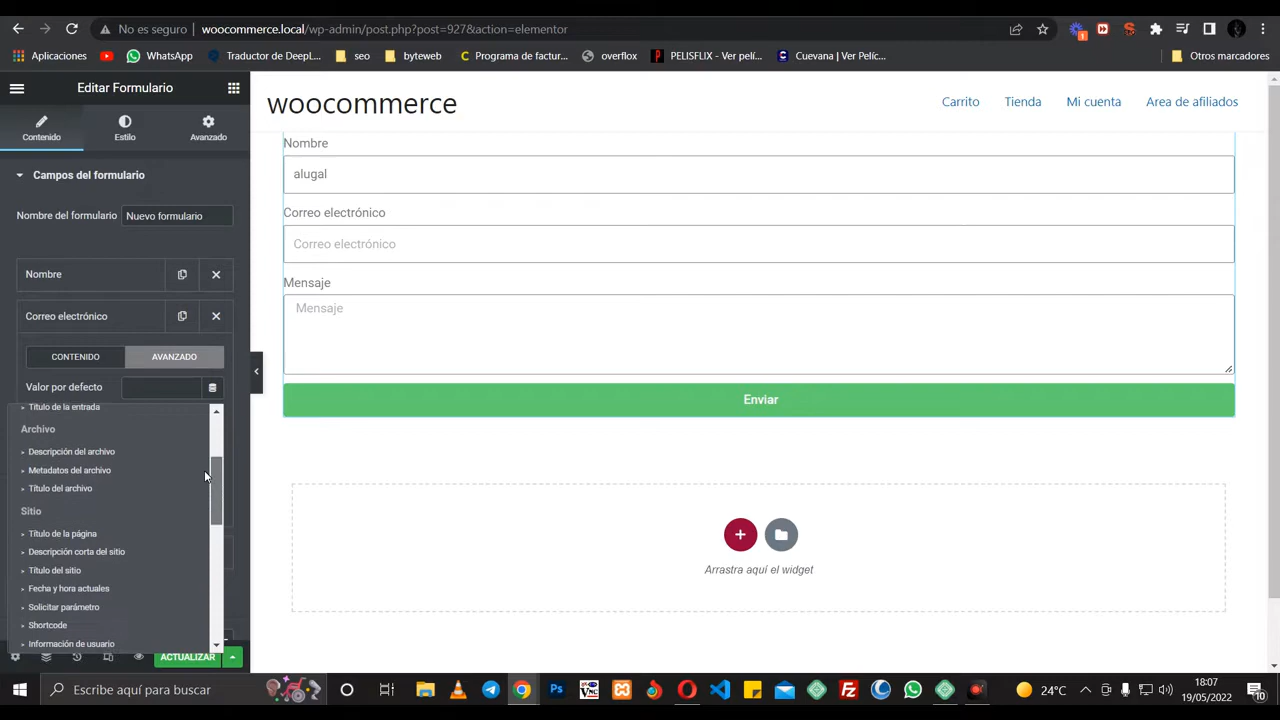 No es seguro
woocommerce.local/wp-admin/post.php?post=927&action=elementor
1
Aplicaciones
WhatsApp
Traductor de DeepL...
seo
byteweb
Programa de factur...
overflox
PELISFLIX - Ver pelí...
Cuevana | Ver Pelíc...
Otros marcadores
Editar Formulario
woocommerce
Carrito
Tienda
Mi cuenta
Area de afiliados
Contenido
Estilo
Avanzado
Campos del formulario
Nombre del formulario
Nuevo formulario
Nombre
Correo electrónico
CONTENIDO
AVANZADO
Valor por defecto
Título de la entrada
Archivo
Descripción del archivo
Metadatos del archivo
Título del archivo
Sitio
Título de la página
Descripción corta del sitio
Título del sitio
Fecha y hora actuales
Solicitar parámetro
Shortcode
Información de usuario
ACTUALIZAR
Nombre
alugal
Correo electrónico
Correo electrónico
Mensaje
Mensaje
Enviar
Arrastra aquí el widget
Escribe aquí para buscar
24°C
18:07
19/05/2022
10